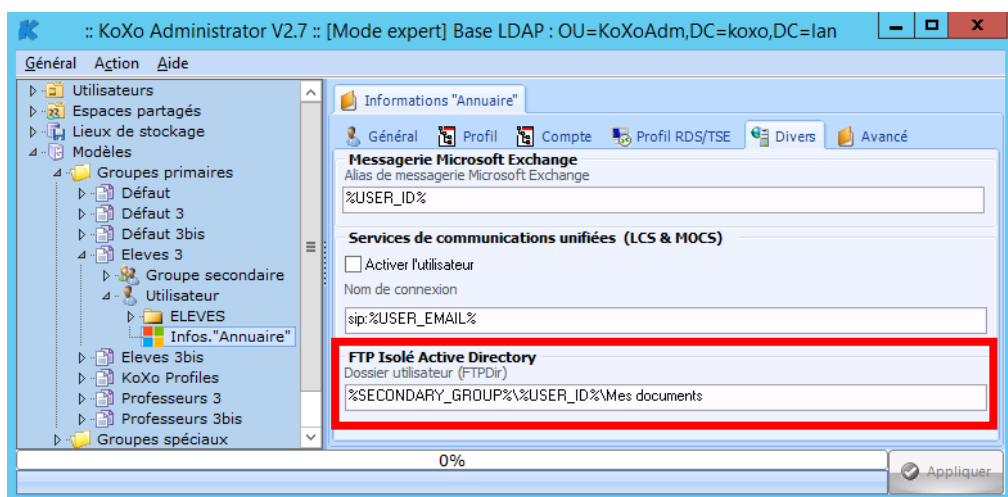 :: KoXo Administrator V2.7 :: [Mode expert] Base LDAP : OU=KoXoAdm,DC=koxo,DC=lan
Général Action Aide
Utilisateurs
Espaces partagés
Lieux de stockage
Modèles
Groupes primaires
Défaut
Défaut 3
Défaut 3bis
Eleves 3
Groupe secondaire
Utilisateur
ELEVES
Infos."Annuaire"
Eleves 3bis
KoXo Profiles
Professeurs 3
Professeurs 3bis
Groupes spéciaux
Informations "Annuaire"
Général Profil Compte Profil RDS/TSE Divers Avancé
Messagerie Microsoft Exchange
Alias de messagerie Microsoft Exchange
%USER_ID%
Services de communications unifiées (LCS & MOCS)
Activer l'utilisateur
Nom de connexion
sip:%USER_EMAIL%
FTP Isolé Active Directory
Dossier utilisateur (FTPDir)
%SECONDARY_GROUP%\%USER_ID%\Mes documents
0%
Appliquer